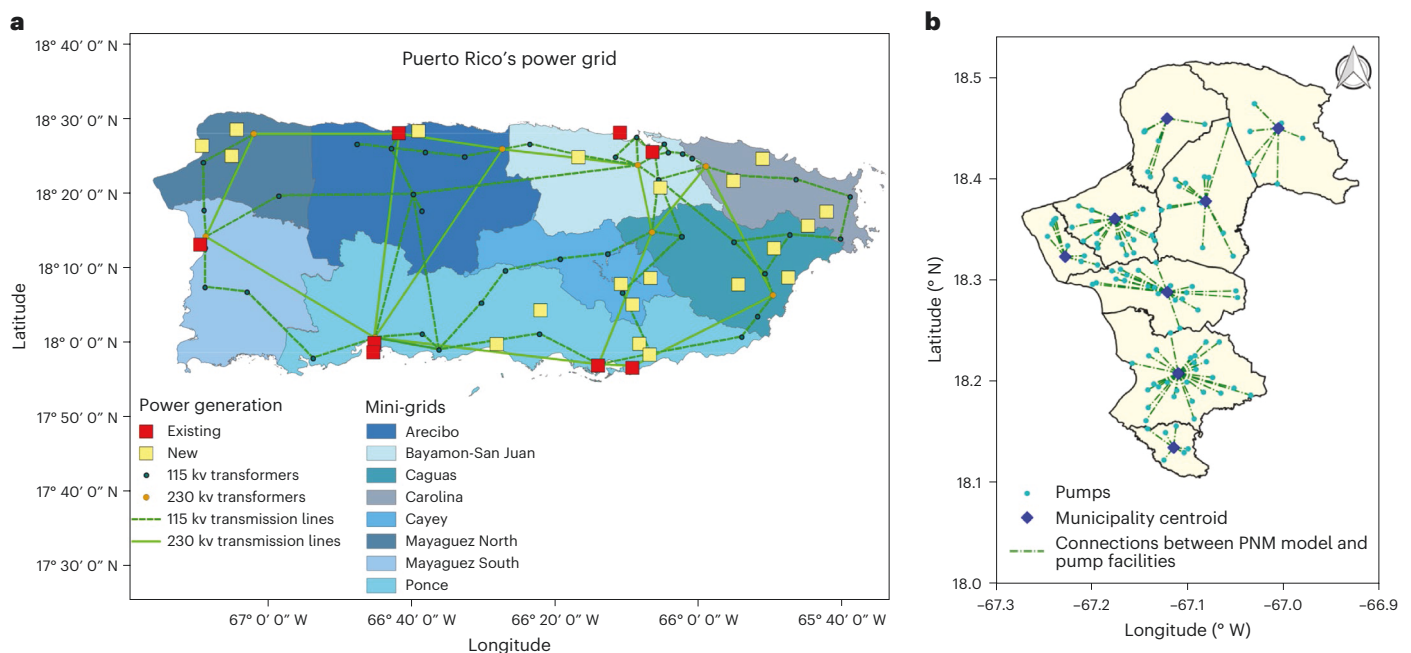 a
Puerto Rico's power grid
18° 40′ 0″ N
18° 30′ 0″ N
18° 20′ 0″ N
18° 10′ 0″ N
18° 0′ 0″ N
17° 50′ 0″ N
17° 40′ 0″ N
17° 30′ 0″ N
Latitude
Power generation
Existing
New
115 kv transformers
230 kv transformers
115 kv transmission lines
230 kv transmission lines
Mini-grids
Arecibo
Bayamon-San Juan
Caguas
Carolina
Cayey
Mayaguez North
Mayaguez South
Ponce
67° 0′ 0″ W
66° 40′ 0″ W
66° 20′ 0″ W
66° 0′ 0″ W
65° 40′ 0″ W
Longitude
b
18.5
18.4
18.3
18.2
18.1
18.0
Latitude (° N)
Pumps
Municipality centroid
Connections between PNM model and
pump facilities
−67.3
−67.2
−67.1
−67.0
−66.9
Longitude (° W)